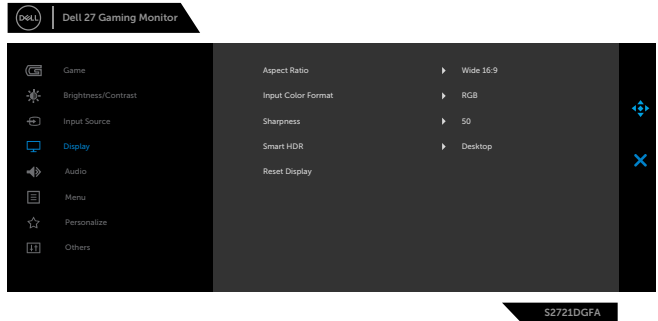 DELL Dell 27 Gaming Monitor
Game
Brightness/Contrast
Input Source
Display
Audio
Menu
Personalize
Others
Aspect Ratio Wide 16:9
Input Color Format RGB
Sharpness 50
Smart HDR Desktop
Reset Display
S2721DGFA